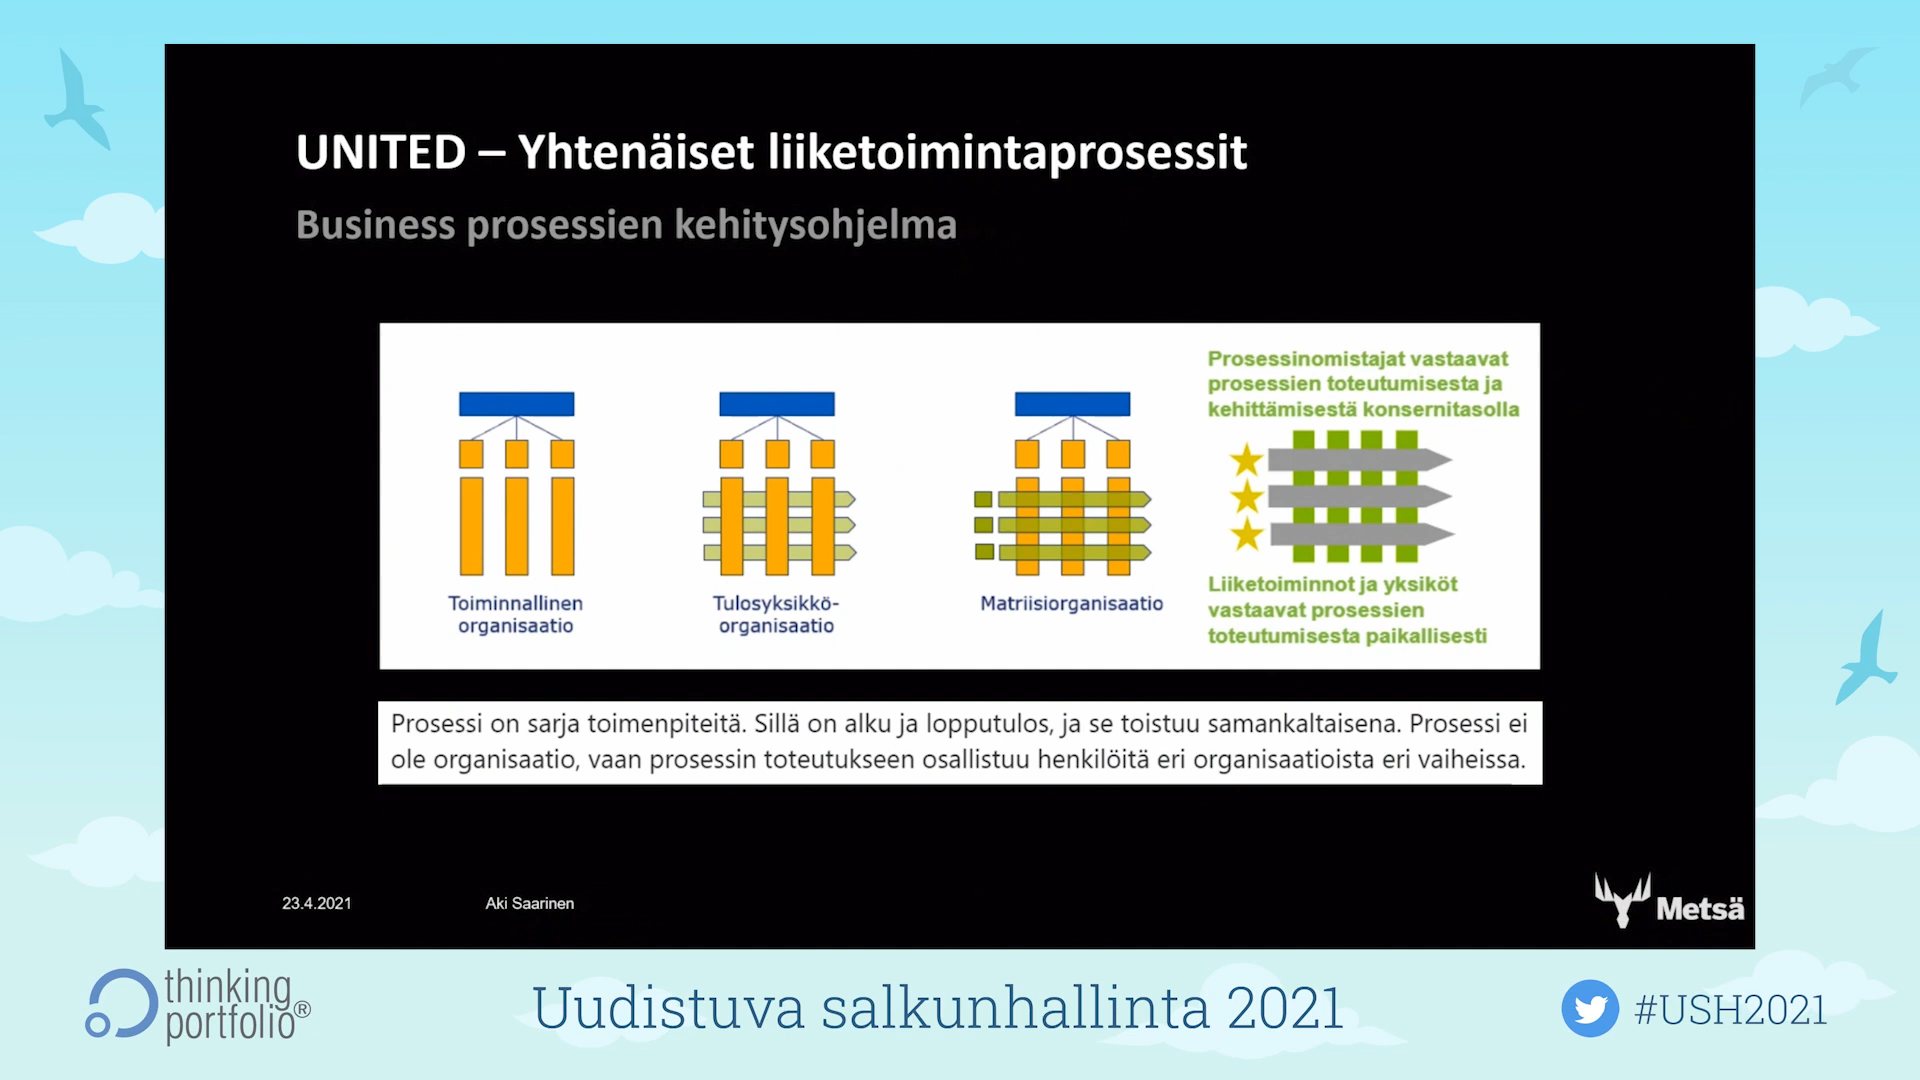 UNITED – Yhtenäiset liiketoimintaprosessit
Business prosessien kehitysohjelma
Toiminnallinen
organisaatio
Tulosyksikkö-
organisaatio
Matriisiorganisaatio
Prosessinomistajat vastaavat
prosessien toteutumisesta ja
kehittämisestä konsernitasolla
Liiketoiminnot ja yksiköt
vastaavat prosessien
toteutumisesta paikallisesti
Prosessi on sarja toimenpiteitä. Sillä on alku ja lopputulos, ja se toistuu samankaltaisena. Prosessi ei
ole organisaatio, vaan prosessin toteutukseen osallistuu henkilöitä eri organisaatioista eri vaiheissa.
23.4.2021
Aki Saarinen
Metsä
thinking
portfolio®
Uudistuva salkunhallinta 2021
#USH2021